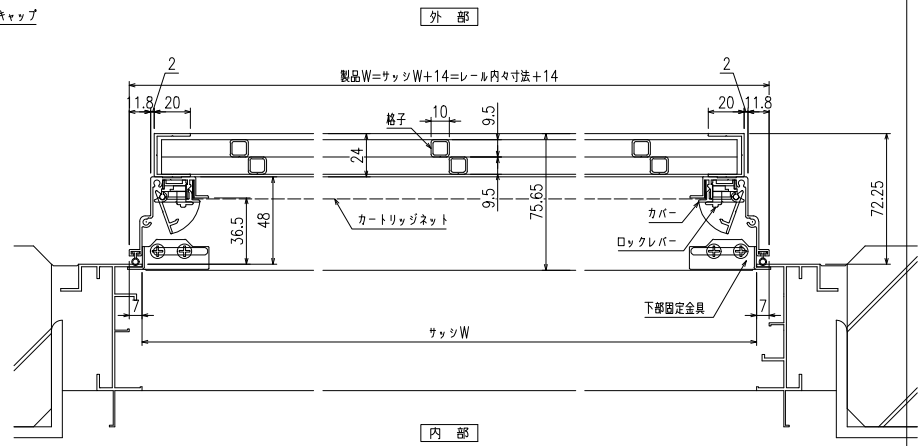 キャップ
外 部
製品W=サッシW+14=レール内々寸法+14
2
2
11.8
20
20
11.8
格子
10
9.5
24
9.5
75.65
72.25
36.5
48
カートリッジネット
カバー
ロックレバー
下部固定金具
7
7
サッシW
内 部